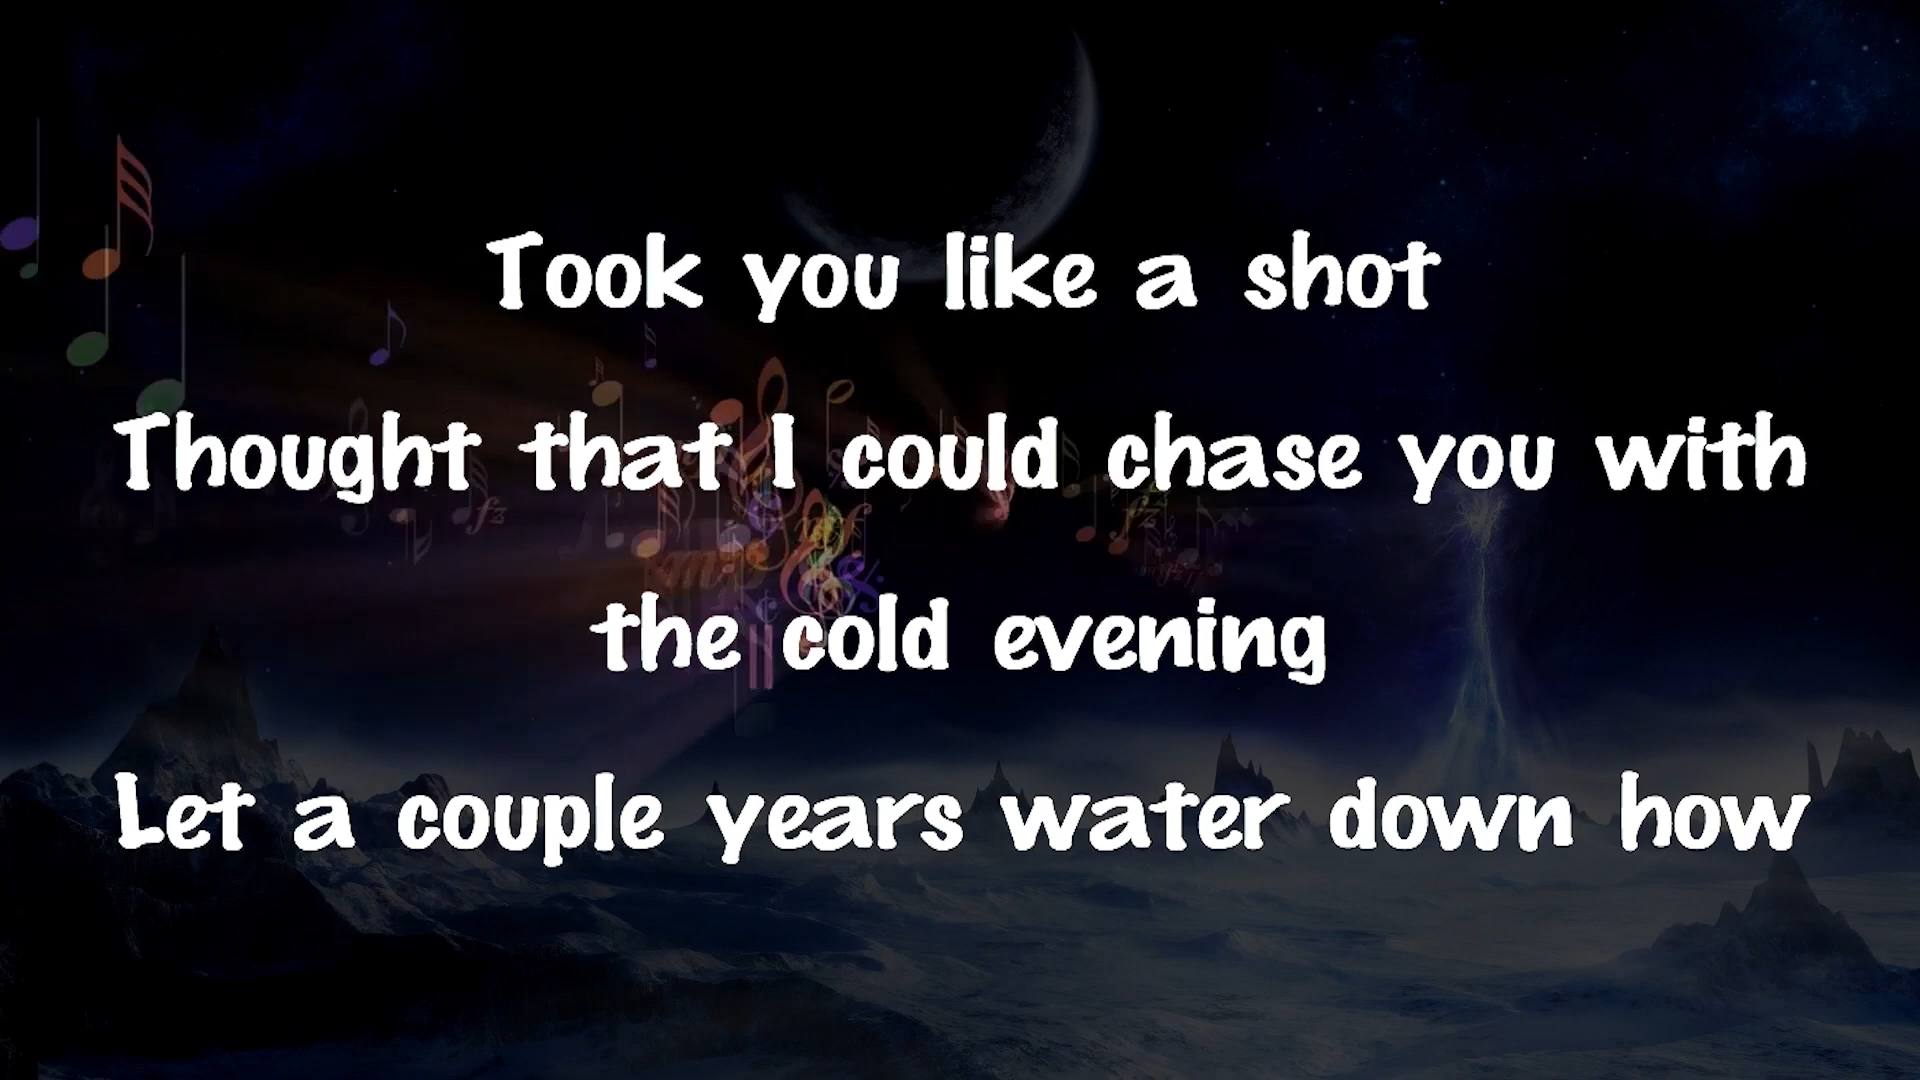 Took you like a shot
Thought that I could chase you with
the cold evening
Let a couple years water down how